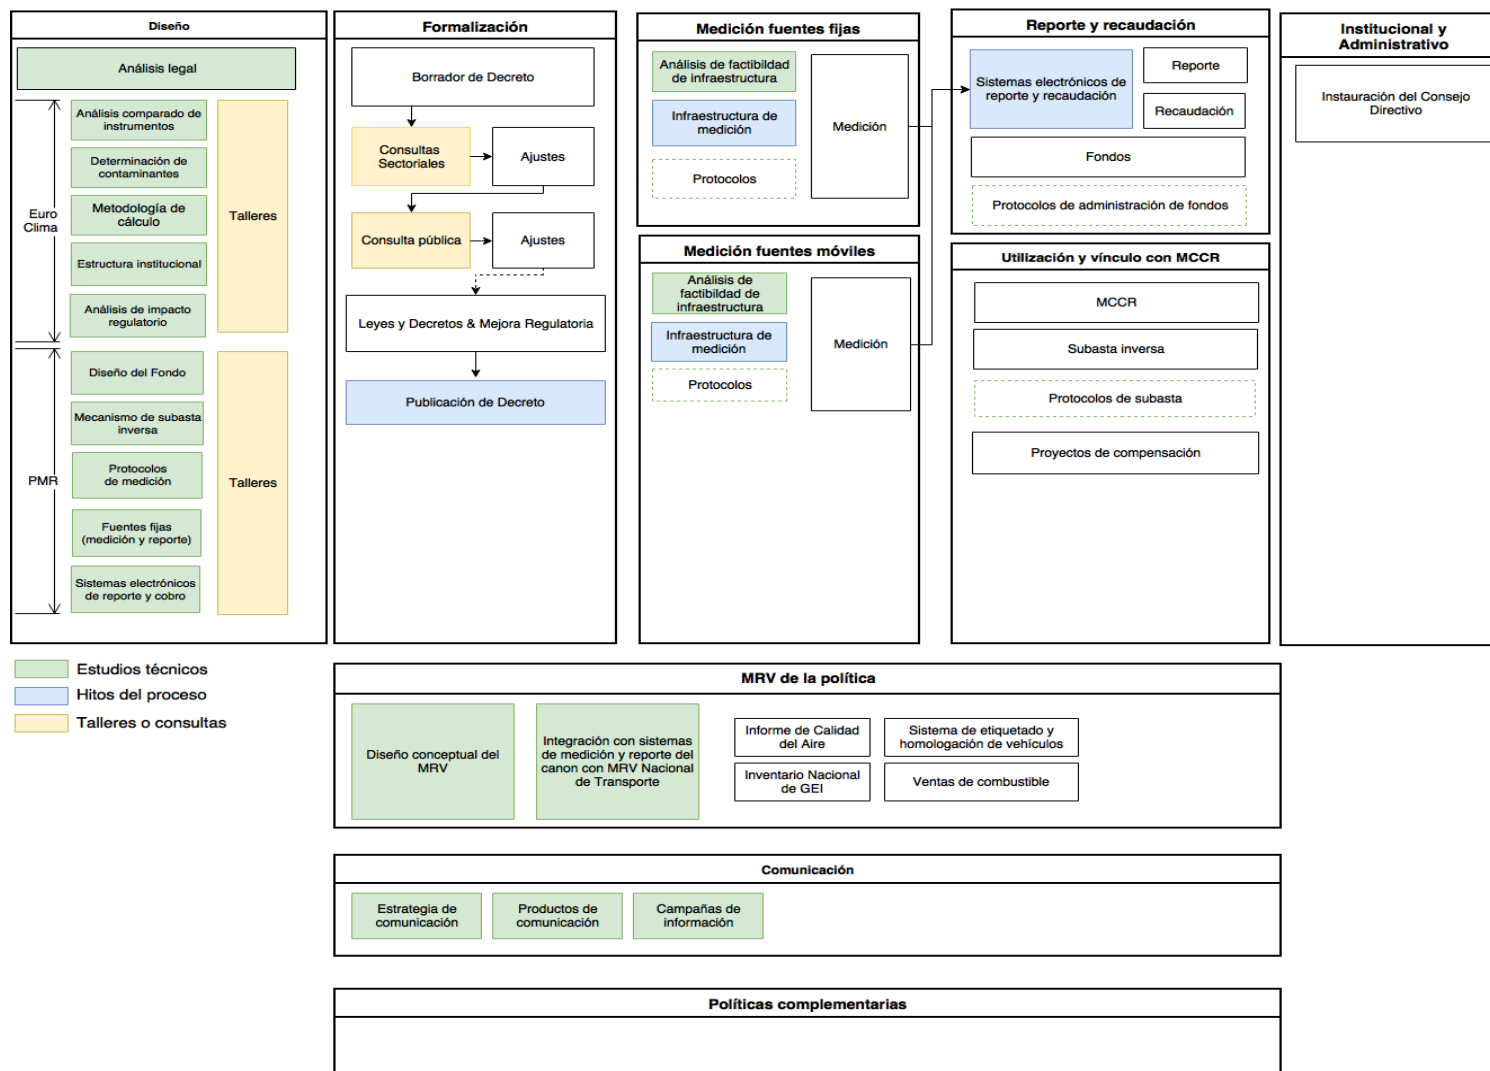 Diseño
Análisis legal
Euro
Clima
Análisis comparado de
instrumentos
Determinación de
contaminantes
Metodología de
cálculo
Estructura institucional
Análisis de impacto
regulatorio
Talleres
PMR
Diseño del Fondo
Mecanismo de subasta
inversa
Protocolos
de medición
Fuentes fijas
(medición y reporte)
Sistemas electrónicos
de reporte y cobro
Talleres
Formalización
Borrador de Decreto
Consultas
Sectoriales
Ajustes
Consulta pública
Ajustes
Leyes y Decretos & Mejora Regulatoria
Publicación de Decreto
Medición fuentes fijas
Análisis de factibildad
de infraestructura
Infraestructura de
medición
Protocolos
Medición
Medición fuentes móviles
Análisis de
factibildad de
infraestructura
Infraestructura de
medición
Protocolos
Medición
Reporte y recaudación
Sistemas electrónicos de
reporte y recaudación
Reporte
Recaudación
Fondos
Protocolos de administración de fondos
Utilización y vínculo con MCCR
MCCR
Subasta inversa
Protocolos de subasta
Proyectos de compensación
Institucional y
Administrativo
Instauración del Consejo
Directivo
Estudios técnicos
Hitos del proceso
Talleres o consultas
MRV de la política
Diseño conceptual del
MRV
Integración con sistemas
de medición y reporte del
canon con MRV Nacional
de Transporte
Informe de Calidad
del Aire
Sistema de etiquetado y
homologación de vehículos
Inventario Nacional
de GEI
Ventas de combustible
Comunicación
Estrategia de
comunicación
Productos de
comunicación
Campañas de
información
Políticas complementarias